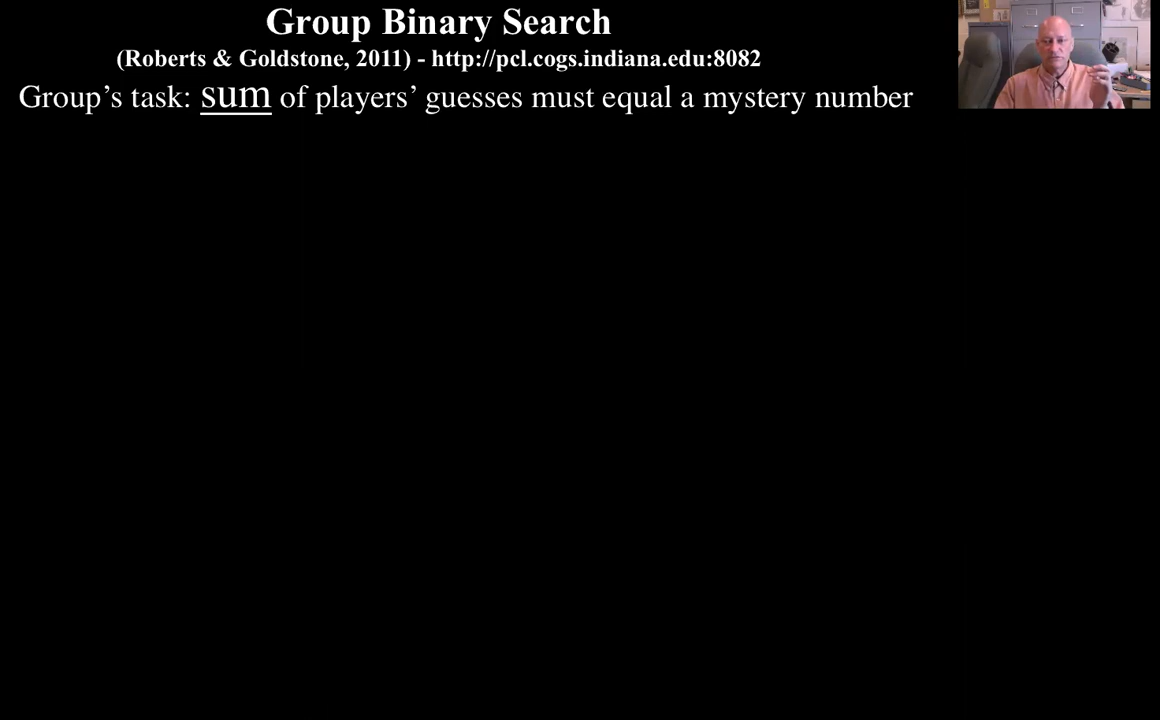 Group Binary Search
(Roberts & Goldstone, 2011) - http://pcl.cogs.indiana.edu:8082
Group’s task: sum of players’ guesses must equal a mystery number